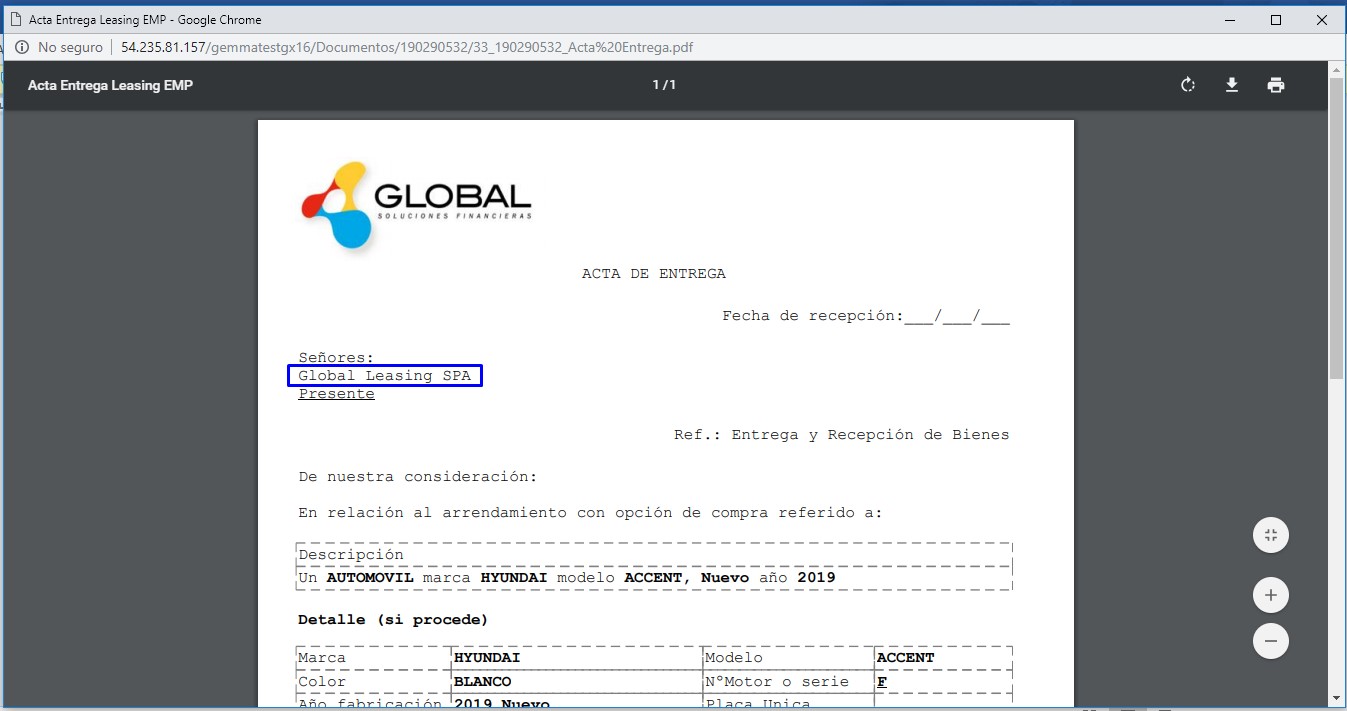 Acta Entrega Leasing EMP - Google Chrome
No seguro | 54.235.81.157/gemmatestgx16/Documentos/190290532/33_190290532_Acta%20Entrega.pdf
Acta Entrega Leasing EMP 1 / 1
GLOBAL
SOLUCIONES FINANCIERAS
ACTA DE ENTREGA
Fecha de recepción:___/___/___
Señores:
Global Leasing SPA
Presente
Ref.: Entrega y Recepción de Bienes
De nuestra consideración:
En relación al arrendamiento con opción de compra referido a:
Descripción
Un AUTOMOVIL marca HYUNDAI modelo ACCENT, Nuevo año 2019
Detalle (si procede)
Marca HYUNDAI Modelo ACCENT
Color BLANCO NºMotor o serie F
Año fabricación 2019 Nuevo Placa Unica